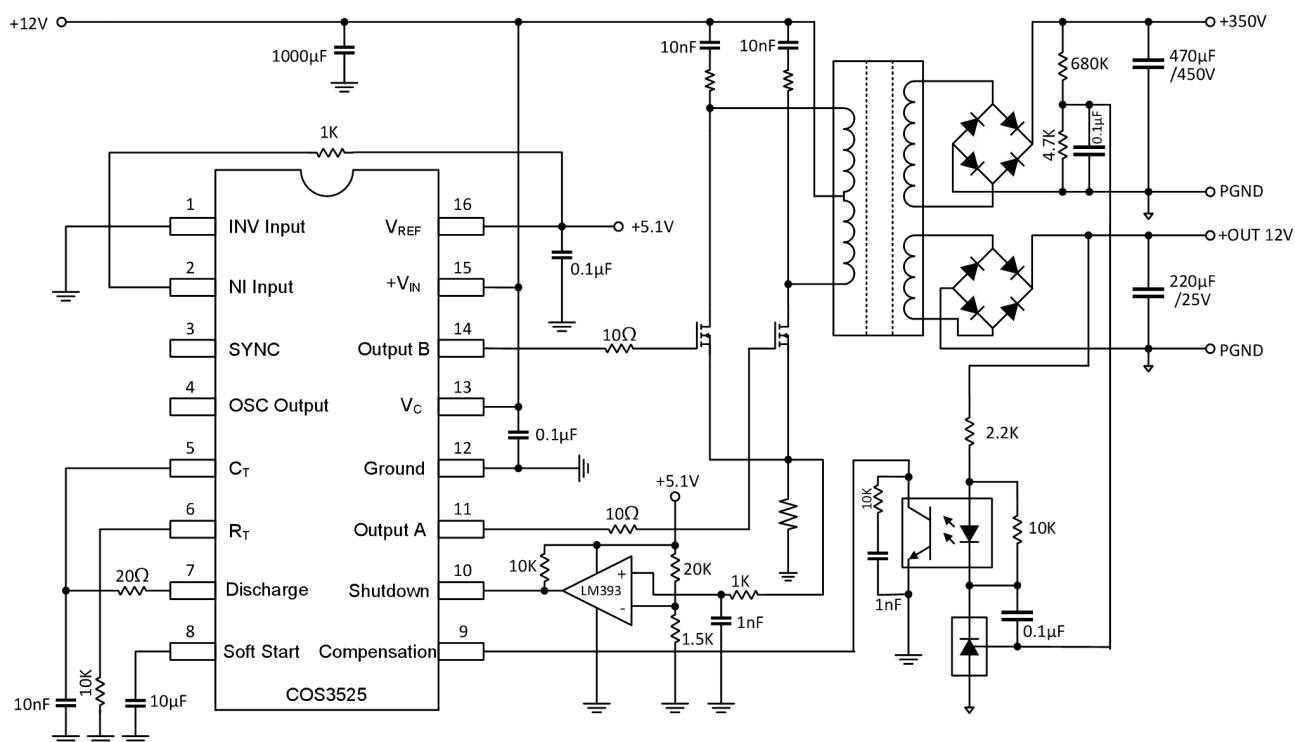 +12V
1000μF
10nF
10nF
+350V
680K
470μF
/450V
4.7K
0.1μF
PGND
+OUT 12V
220μF
/25V
PGND
1K
1
INV Input
2
NI Input
3
SYNC
4
OSC Output
5
CT
6
RT
7
Discharge
8
Soft Start
16
VREF
15
+VIN
14
Output B
13
VC
12
Ground
11
Output A
10
Shutdown
9
Compensation
COS3525
+5.1V
0.1μF
10Ω
0.1μF
10Ω
+5.1V
10K
LM393
+
-
20K
1.5K
1K
1nF
20Ω
10nF
10K
10μF
2.2K
10K
1nF
10K
0.1μF